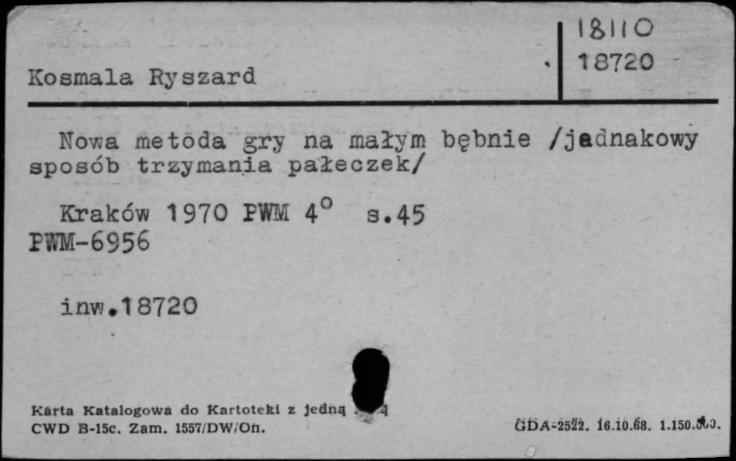 18110
18720
Kosmala Ryszard
Nowa metoda gry na małym bębnie /jednakowy
sposób trzymania pałeczek/
Kraków 1970 PWM 4° s.45
PWM-6956
inw.18720
Karta Katalogowa do Kartoteki z jedną
CWD B-15c. Zam. 1557/DW/On.
GDA-2522. 16.10.68. 1.150.